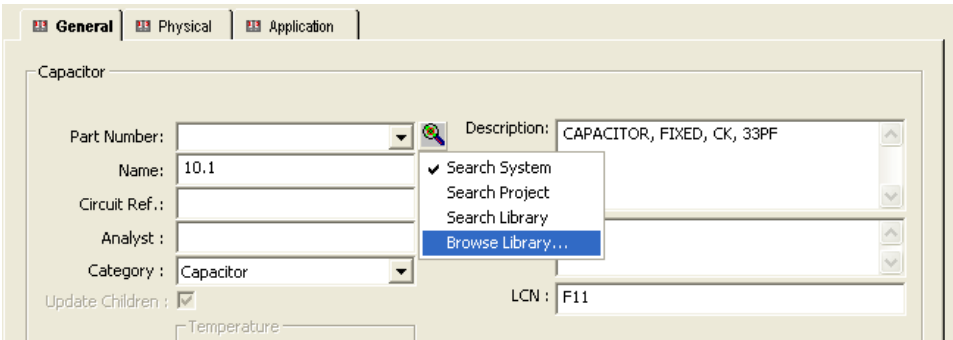 General Physical Application
Capacitor
Part Number:
Description: CAPACITOR, FIXED, CK, 33PF
Name: 10.1
Search System
Search Project
Search Library
Browse Library...
Circuit Ref.:
Analyst :
Category : Capacitor
LCN : F11
Update Children :
Temperature